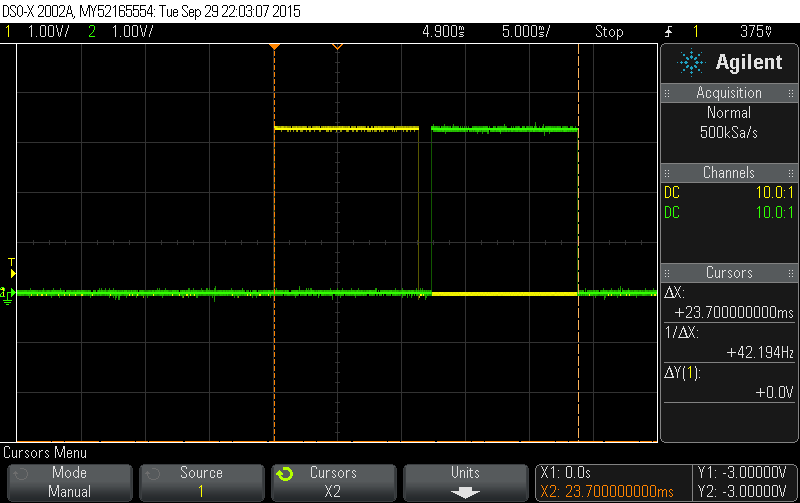 DSO-X 2002A, MY52165554: Tue Sep 29 22:03:07 2015
1 1.00V/ 2 1.00V/ 4.900s 5.000s/ Stop 1 375V
Agilent
Acquisition
Normal
500kSa/s
Channels
DC 10.0:1
DC 10.0:1
Cursors
ΔX:
+23.700000000ms
1/ΔX:
+42.194Hz
ΔY(1):
+0.0V
T
Cursors Menu
Mode
Manual
Source
1
Cursors
X2
Units
X1: 0.0s
X2: 23.700000000ms
Y1: -3.00000V
Y2: -3.00000V